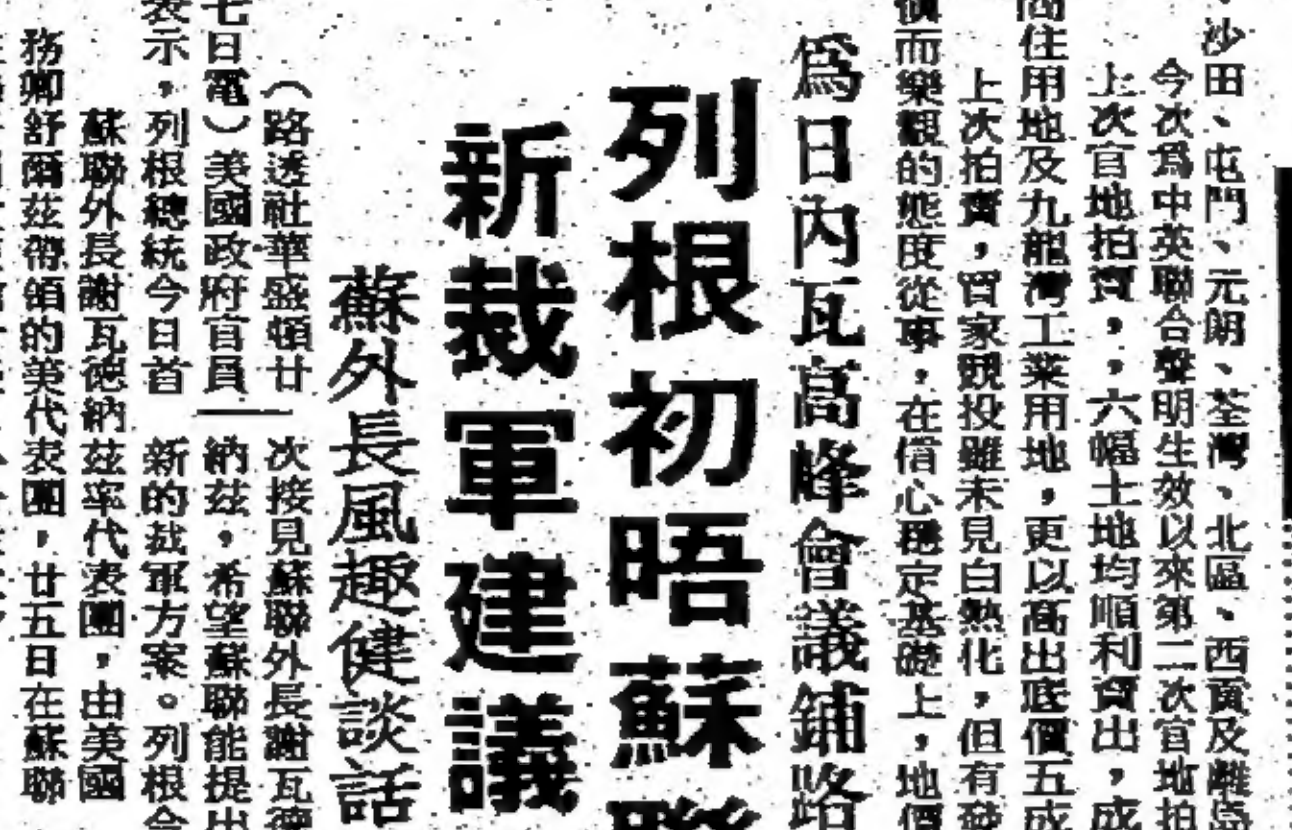 、沙田、屯門、元朗、荃灣、北區、西貢及離島
今次爲中英聯合聲明生效以來第二次官地拍
上次官地拍賣，，六幅土地均順利賣出，成
商住用地及九龍灣工業用地，更以高出底價五成
上次拍賣，買家競投雖未見白熱化，但有破
價而樂觀的態度從事，在信心穩定基礎上，地價
爲日內瓦高峰會議鋪路
列根初晤蘇聯
新裁軍建議
蘇外長風趣健談話
（路透社華盛頓廿
七日電）美國政府官員
表示，列根總統今日首
次接見蘇聯外長謝瓦德
納茲，希望蘇聯能提出
新的裁軍方案。列根今
蘇聯外長謝瓦德納茲率代表團，由美國
務卿舒爾茲帶領的美代表團，廿五日在蘇聯